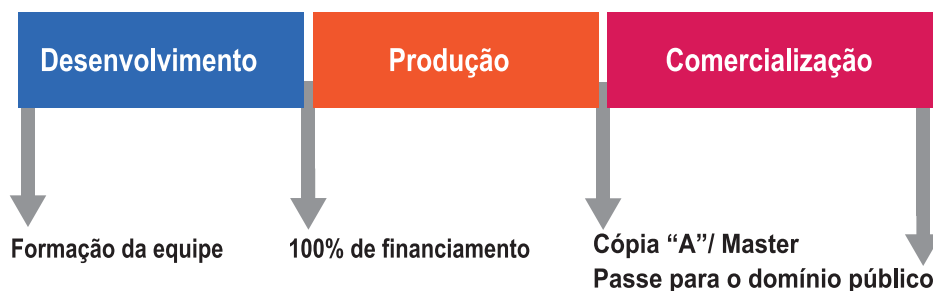 Desenvolvimento
Produção
Comercialização
Formação da equipe
100% de financiamento
Cópia “A”/ Master
Passe para o domínio público